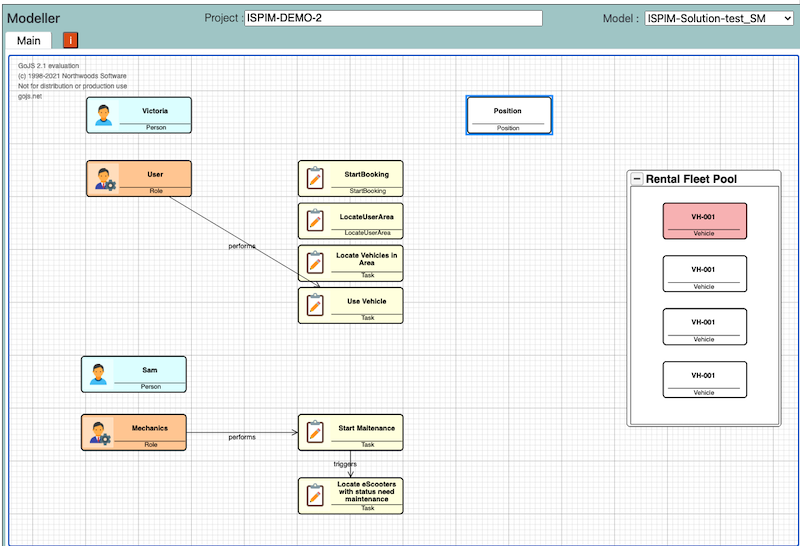 Modeller
Project : ISPIM-DEMO-2
Model : ISPIM-Solution-test_SM
Main
i
GoJS 2.1 evaluation
(c) 1998-2021 Northwoods Software
Not for distribution or production use
gojs.net
Victoria
Person
Position
Position
User
Role
StartBooking
StartBooking
LocateUserArea
LocateUserArea
Locate Vehicles in
Area
Task
performs
Use Vehicle
Task
Rental Fleet Pool
VH-001
Vehicle
VH-001
Vehicle
VH-001
Vehicle
VH-001
Vehicle
Sam
Person
Mechanics
Role
performs
Start Maltenance
Task
triggers
Locate eScooters
with status need
maintenance
Task